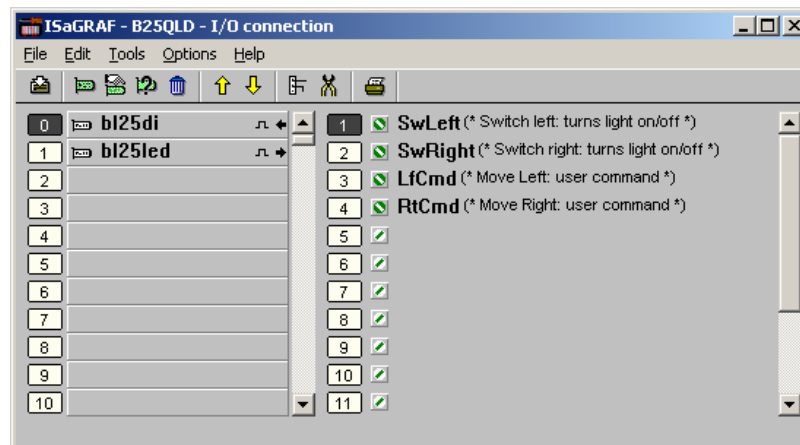 ISaGRAF - B25QLD - I/O connection
File Edit Tools Options Help
0 bl25di
1 bl25led
2
3
4
5
6
7
8
9
10
1 SwLeft (* Switch left: turns light on/off *)
2 SwRight (* Switch right: turns light on/off *)
3 LfCmd (* Move Left: user command *)
4 RtCmd (* Move Right: user command *)
5
6
7
8
9
10
11